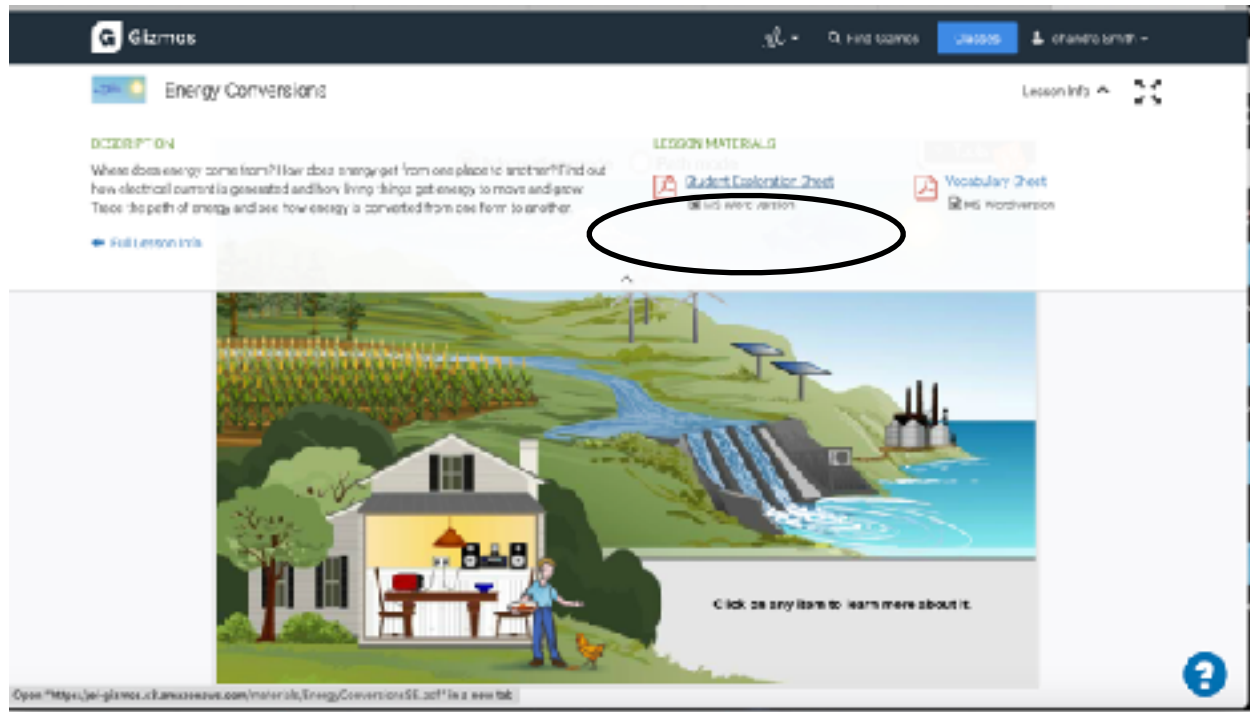 Gizmos
Find Gizmos
Classes
Energy Conversions
Lesson Info
DESCRIPTION
LESSON MATERIALS
Where does energy come from? How does energy get from one place to another? Find out
how electrical current is generated and how living things get energy to move and grow.
Trace the path of energy and see how energy is converted from one form to another.
Student Exploration Sheet
MS Word version
Vocabulary Sheet
MS Word version
Full Lesson Info
Click on any item to learn more about it.
?
in a new tab